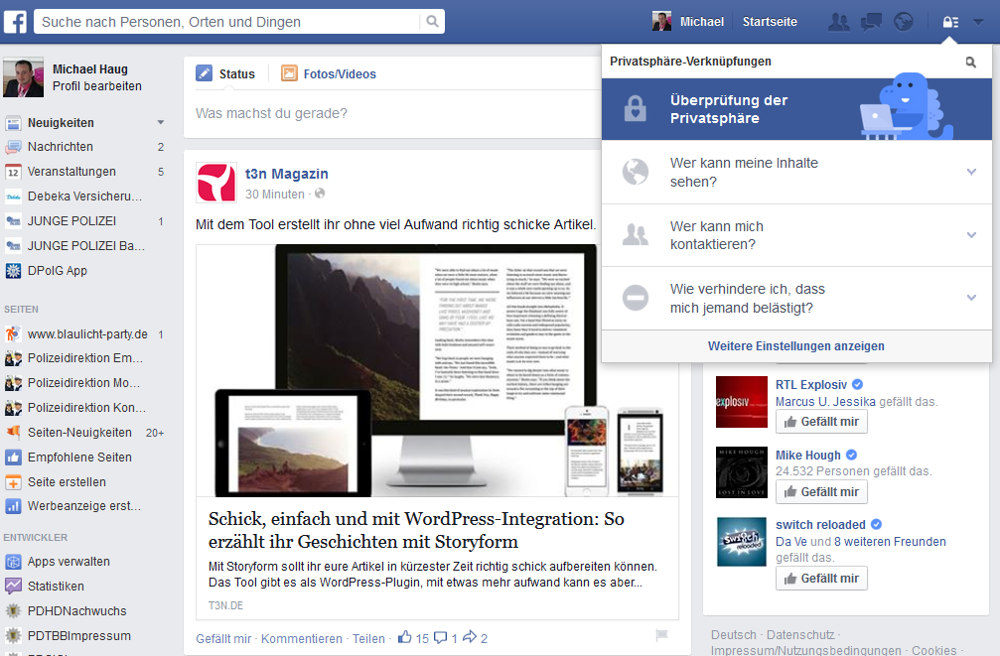 Suche nach Personen, Orten und Dingen
Michael
Startseite
Michael Haug
Profil bearbeiten
Neuigkeiten
Nachrichten 2
Veranstaltungen 5
Debeka Versicheru...
JUNGE POLIZEI 1
JUNGE POLIZEI Ba...
DPolG App
SEITEN
www.blaulicht-party.de 1
Polizeidirektion Em...
Polizeidirektion Mo...
Polizeidirektion Kon...
Seiten-Neuigkeiten 20+
Empfohlene Seiten
Seite erstellen
Werbeanzeige erst...
ENTWICKLER
Apps verwalten
Statistiken
PDHDNachwuchs
PDTBBImpressum
Status
Fotos/Videos
Was machst du gerade?
t3n Magazin
30 Minuten ·
Mit dem Tool erstellt ihr ohne viel Aufwand richtig schicke Artikel.
Schick, einfach und mit WordPress-Integration: So
erzählt ihr Geschichten mit Storyform
Mit Storyform sollt ihr eure Artikel in kürzester Zeit richtig schick aufbereiten können.
Das Tool gibt es als WordPress-Plugin, mit etwas mehr aufwand kann es aber...
T3N.DE
Gefällt mir · Kommentieren · Teilen · 15 1 2
Privatsphäre-Verknüpfungen
Überprüfung der
Privatsphäre
Wer kann meine Inhalte
sehen?
Wer kann mich
kontaktieren?
Wie verhindere ich, dass
mich jemand belästigt?
Weitere Einstellungen anzeigen
explosiv
RTL Explosiv
Marcus U. Jessika gefällt das.
Gefällt mir
MIKE HOUGH
LOST IN LOVE
Mike Hough
24.532 Personen gefällt das.
Gefällt mir
switch
reloaded
switch reloaded
Da Ve und 8 weiteren Freunden
gefällt das.
Gefällt mir
Deutsch · Datenschutz ·
Impressum/Nutzungsbedingungen · Cookies ·